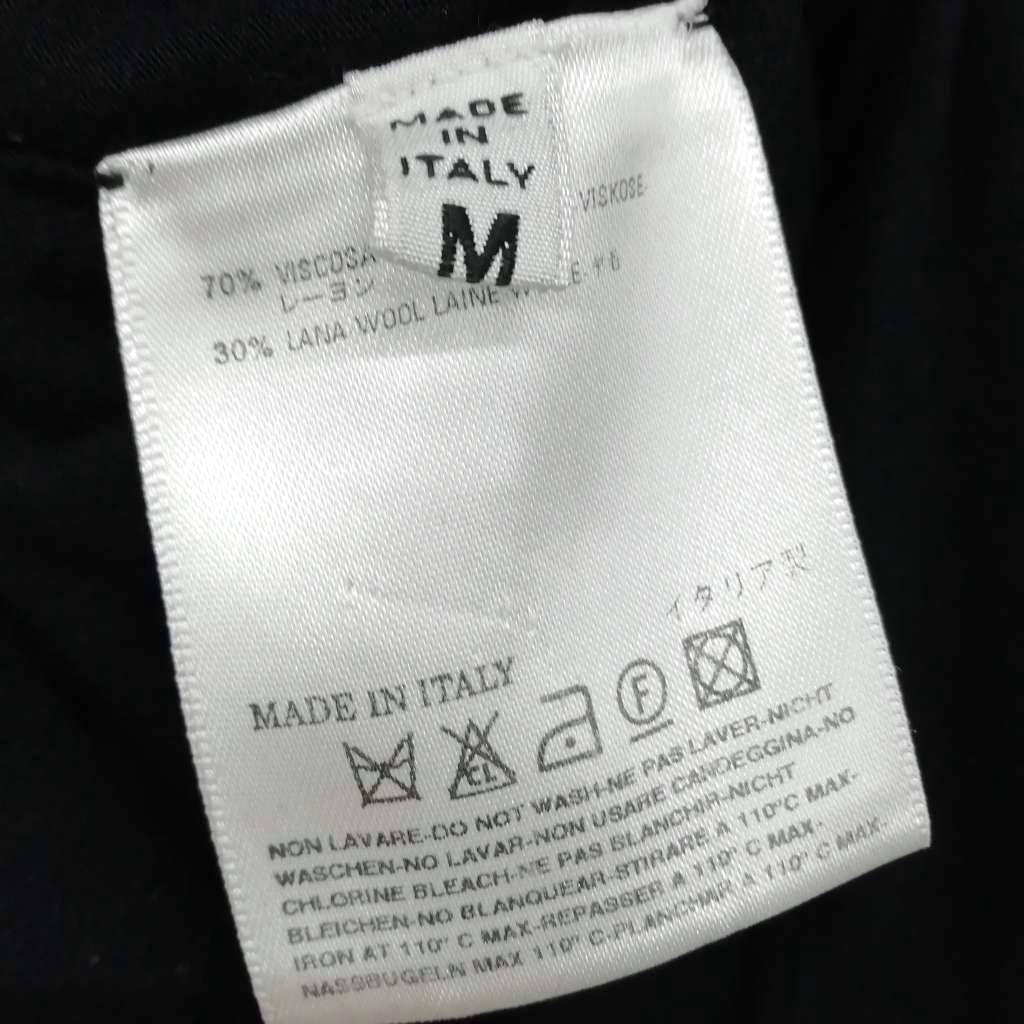 MADE
IN
ITALY
M
70% VISCOSA VISKOSE
レーヨン
30% LANA WOOL LAINE
イタリア製
MADE IN ITALY
CL F
NON LAVARE-DO NOT WASH-NE PAS LAVER-NICHT
WASCHEN-NO LAVAR-NON USARE CANDEGGINA-NO
CHLORINE BLEACH-NE PAS BLANCHIR-NICHT
BLEICHEN-NO BLANQUEAR-STIRARE A 110°C MAX-
IRON AT 110° C MAX-REPASSER A 110° C MAX-
NASSBUGELN MAX 110° C-PLANCHAR A 110° C MAX-